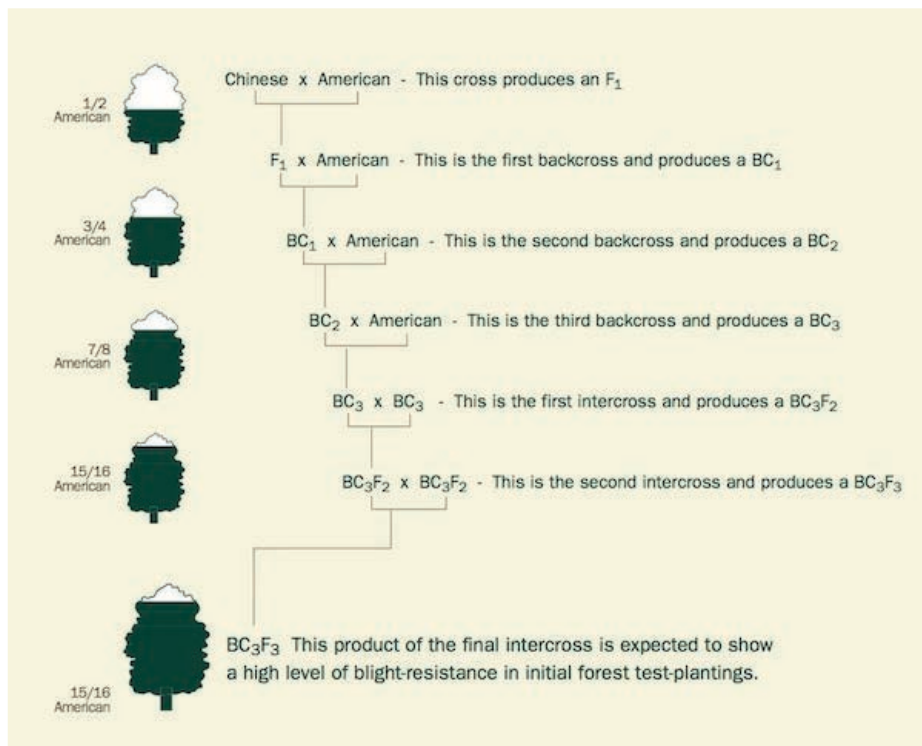 1/2
American
Chinese x American - This cross produces an F₁
F₁ x American - This is the first backcross and produces a BC₁
3/4
American
BC₁ x American - This is the second backcross and produces a BC₂
BC₂ x American - This is the third backcross and produces a BC₃
7/8
American
BC₃ x BC₃ - This is the first intercross and produces a BC₃F₂
15/16
American
BC₃F₂ x BC₃F₂ - This is the second intercross and produces a BC₃F₃
BC₃F₃ This product of the final intercross is expected to show
a high level of blight-resistance in initial forest test-plantings.
15/16
American